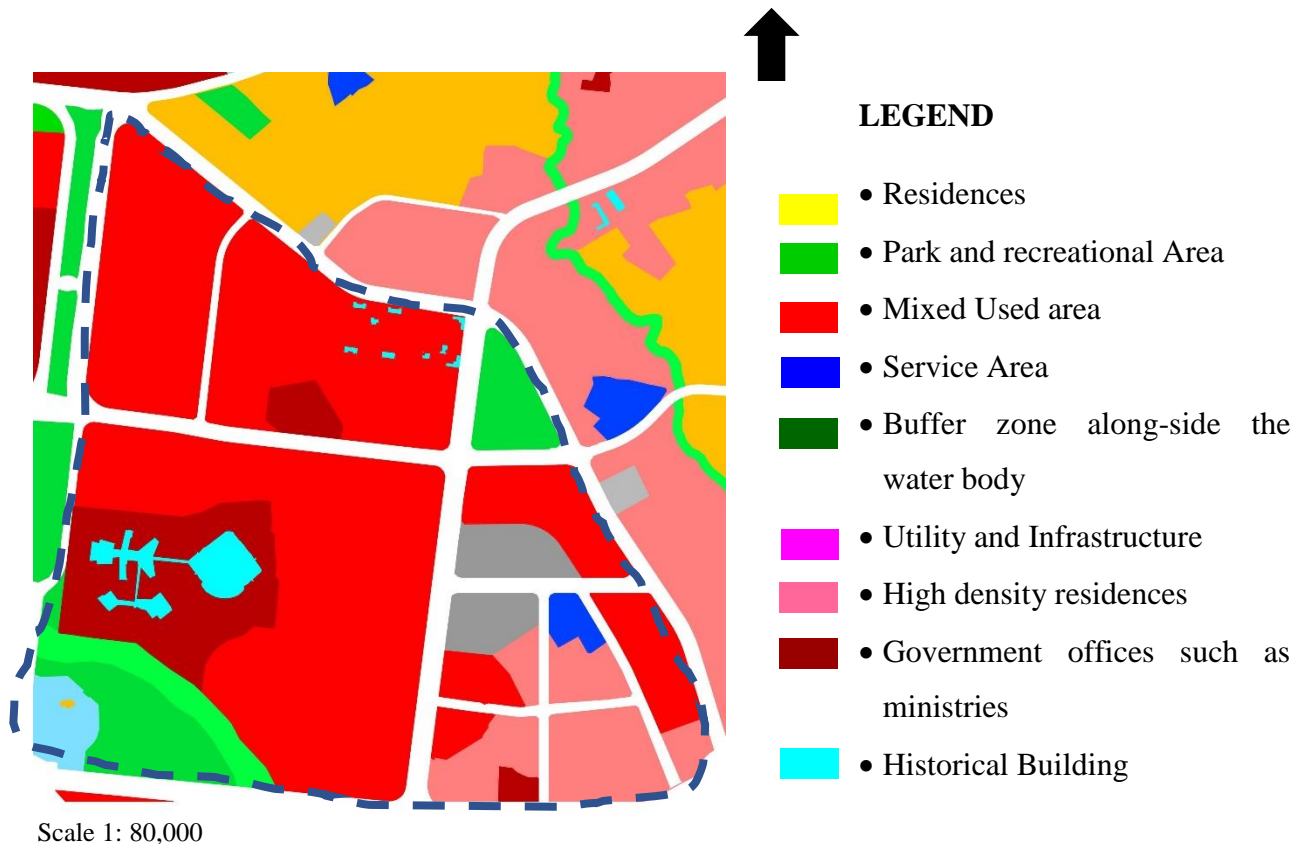 LEGEND
• Residences
• Park and recreational Area
• Mixed Used area
• Service Area
• Buffer zone along-side the
water body
• Utility and Infrastructure
• High density residences
• Government offices such as
ministries
• Historical Building
Scale 1: 80,000